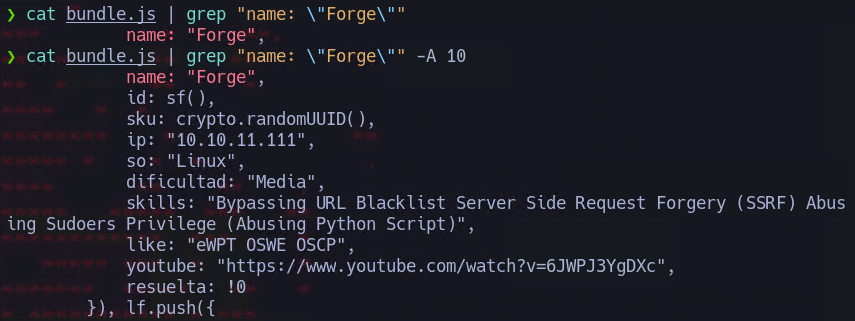 ❯ cat bundle.js | grep "name: \"Forge\""
            name: "Forge",
❯ cat bundle.js | grep "name: \"Forge\"" -A 10
            name: "Forge",
            id: sf(),
            sku: crypto.randomUUID(),
            ip: "10.10.11.111",
            so: "Linux",
            dificultad: "Media",
            skills: "Bypassing URL Blacklist Server Side Request Forgery (SSRF) Abus
ing Sudoers Privilege (Abusing Python Script)",
            like: "eWPT OSWE OSCP",
            youtube: "https://www.youtube.com/watch?v=6JWPJ3YgDXc",
            resuelta: !0
        }), lf.push({